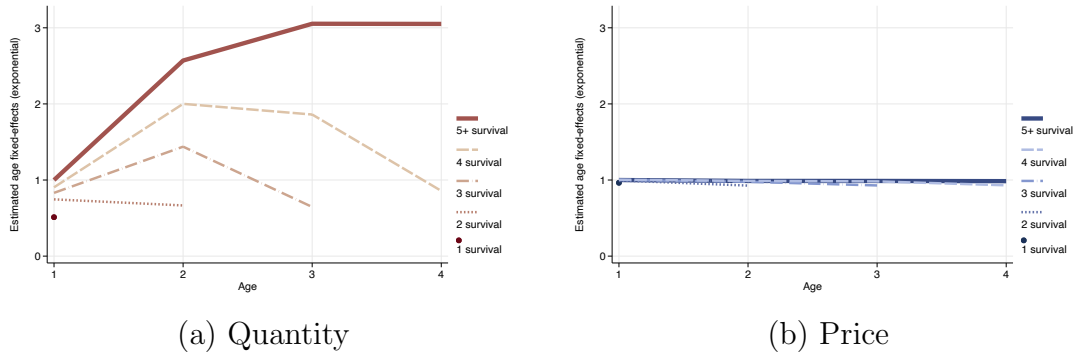 Estimated age fixed-effects (exponential)
3
2
1
0
1 2 3 4
Age
5+ survival
4 survival
3 survival
2 survival
1 survival
(a) Quantity
Estimated age fixed-effects (exponential)
3
2
1
0
1 2 3 4
Age
5+ survival
4 survival
3 survival
2 survival
1 survival
(b) Price